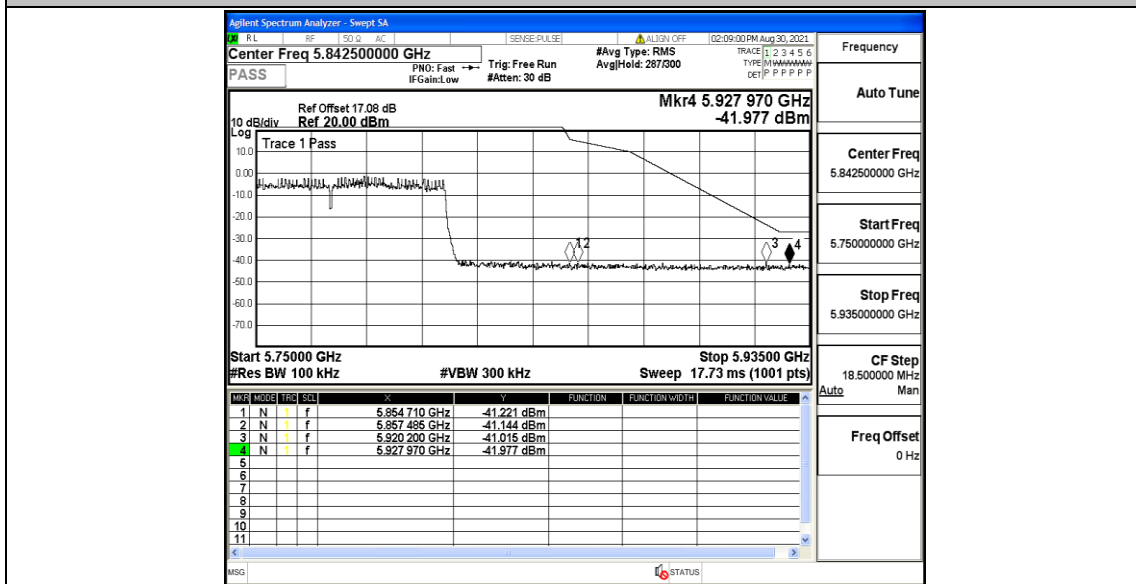 Agilent Spectrum Analyzer - Swept SA
RL RF 50 Ω AC SENSE:PULSE ALIGN OFF 02:09:00 PM Aug 30, 2021
Center Freq 5.842500000 GHz
PASS
PNO: Fast
IFGain:Low
Trig: Free Run
#Atten: 30 dB
#Avg Type: RMS
Avg|Hold: 287/300
TRACE 1 2 3 4 5 6
TYPE M WWWWW
DET P P P P P P
Ref Offset 17.08 dB
10 dB/div Ref 20.00 dBm
Mkr4 5.927 970 GHz
-41.977 dBm
Log
Trace 1 Pass
10.0
0.00
-10.0
-20.0
-30.0
-40.0
-50.0
-60.0
-70.0
1 2 3 4
Start 5.75000 GHz Stop 5.93500 GHz
#Res BW 100 kHz #VBW 300 kHz Sweep 17.73 ms (1001 pts)
MKR MODE TRC SCL X Y FUNCTION FUNCTION WIDTH FUNCTION VALUE
1 N 1 f 5.854 710 GHz -41.221 dBm
2 N 1 f 5.857 485 GHz -41.144 dBm
3 N 1 f 5.920 200 GHz -41.015 dBm
4 N 1 f 5.927 970 GHz -41.977 dBm
5
6
7
8
9
10
11
MSG STATUS
Frequency
Auto Tune
Center Freq
5.842500000 GHz
Start Freq
5.750000000 GHz
Stop Freq
5.935000000 GHz
CF Step
18.500000 MHz
Auto Man
Freq Offset
0 Hz